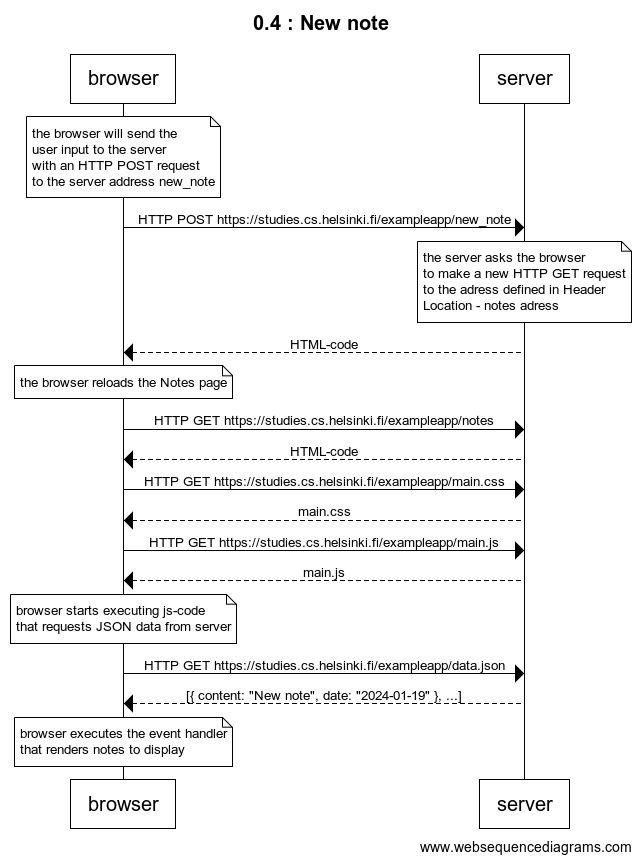 0.4 : New note
browser
server
the browser will send the
user input to the server
with an HTTP POST request
to the server address new_note
HTTP POST https://studies.cs.helsinki.fi/exampleapp/new_note
the server asks the browser
to make a new HTTP GET request
to the adress defined in Header
Location - notes adress
HTML-code
the browser reloads the Notes page
HTTP GET https://studies.cs.helsinki.fi/exampleapp/notes
HTML-code
HTTP GET https://studies.cs.helsinki.fi/exampleapp/main.css
main.css
HTTP GET https://studies.cs.helsinki.fi/exampleapp/main.js
main.js
browser starts executing js-code
that requests JSON data from server
HTTP GET https://studies.cs.helsinki.fi/exampleapp/data.json
[{ content: "New note", date: "2024-01-19" }, ...]
browser executes the event handler
that renders notes to display
browser
server
www.websequencediagrams.com